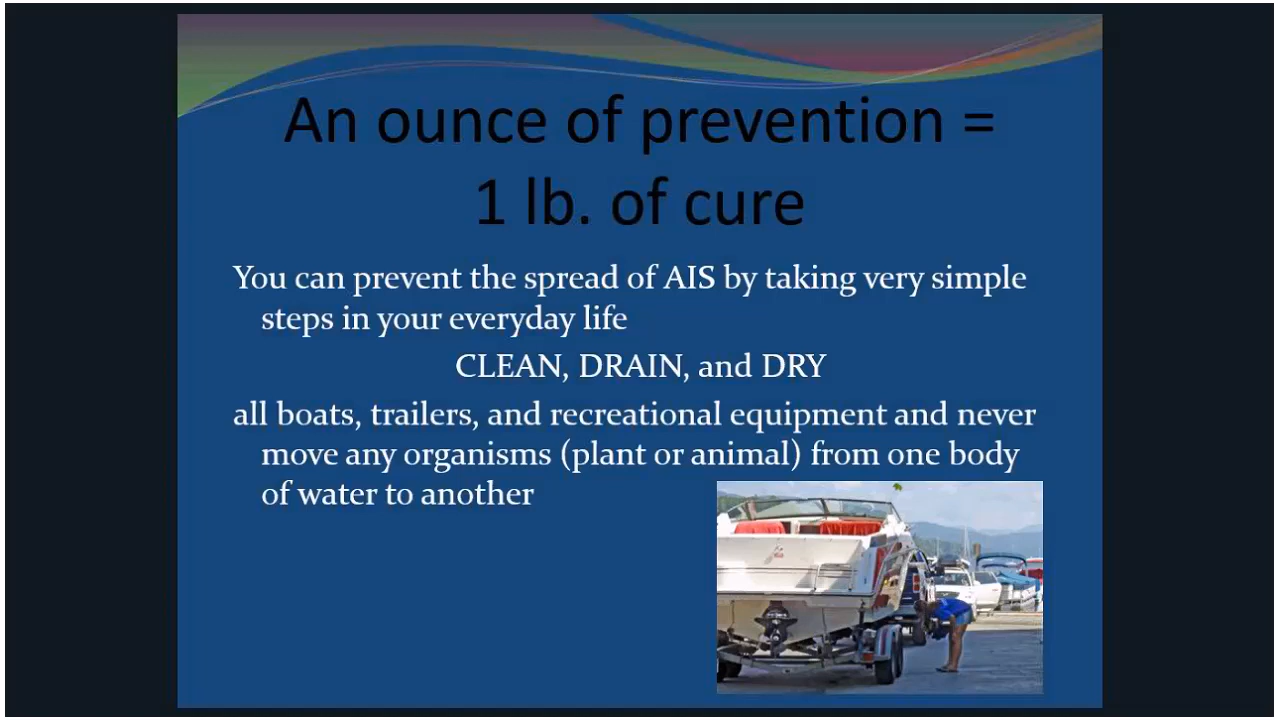 An ounce of prevention =
1 lb. of cure
You can prevent the spread of AIS by taking very simple
steps in your everyday life
CLEAN, DRAIN, and DRY
all boats, trailers, and recreational equipment and never
move any organisms (plant or animal) from one body
of water to another